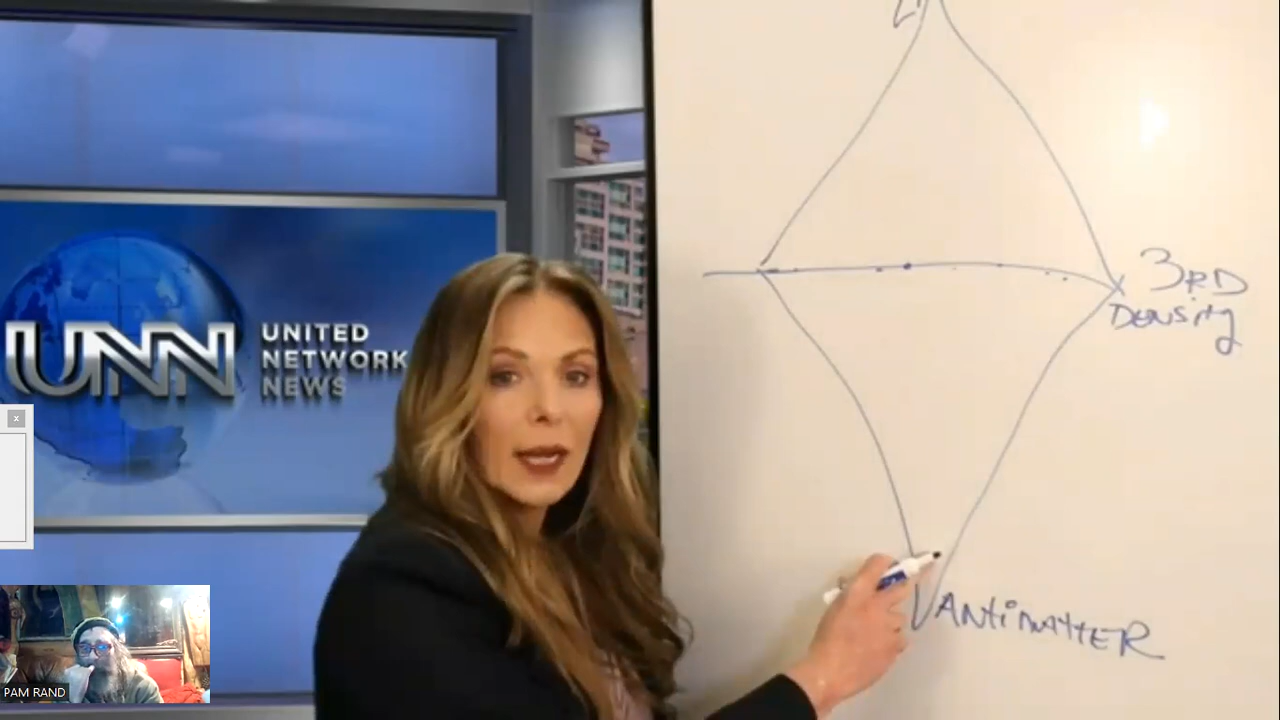 3RD
DENSity
UNN
UNITED
NETWORK
NEWS
ANtiMAttER
PAM RAND